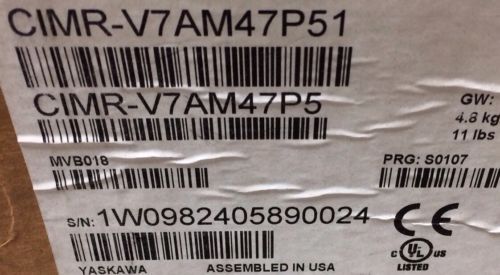 CIMR-V7AM47P51
CIMR-V7AM47P5
GW:
4.8 kg
11 lbs
MVB018
PRG: S0107
S/N: 1W0982405890024
CE
C UL US
LISTED
YASKAWA ASSEMBLED IN USA